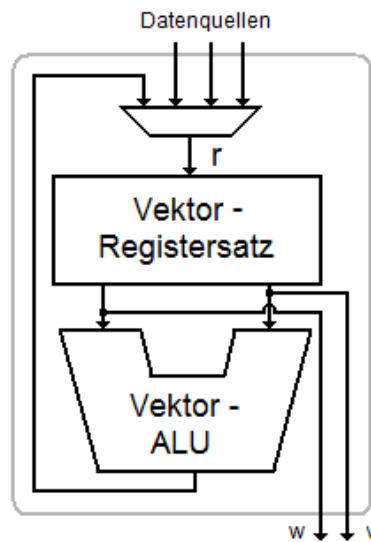 Datenquellen
r
Vektor -
Registersatz
Vektor -
ALU
w
v